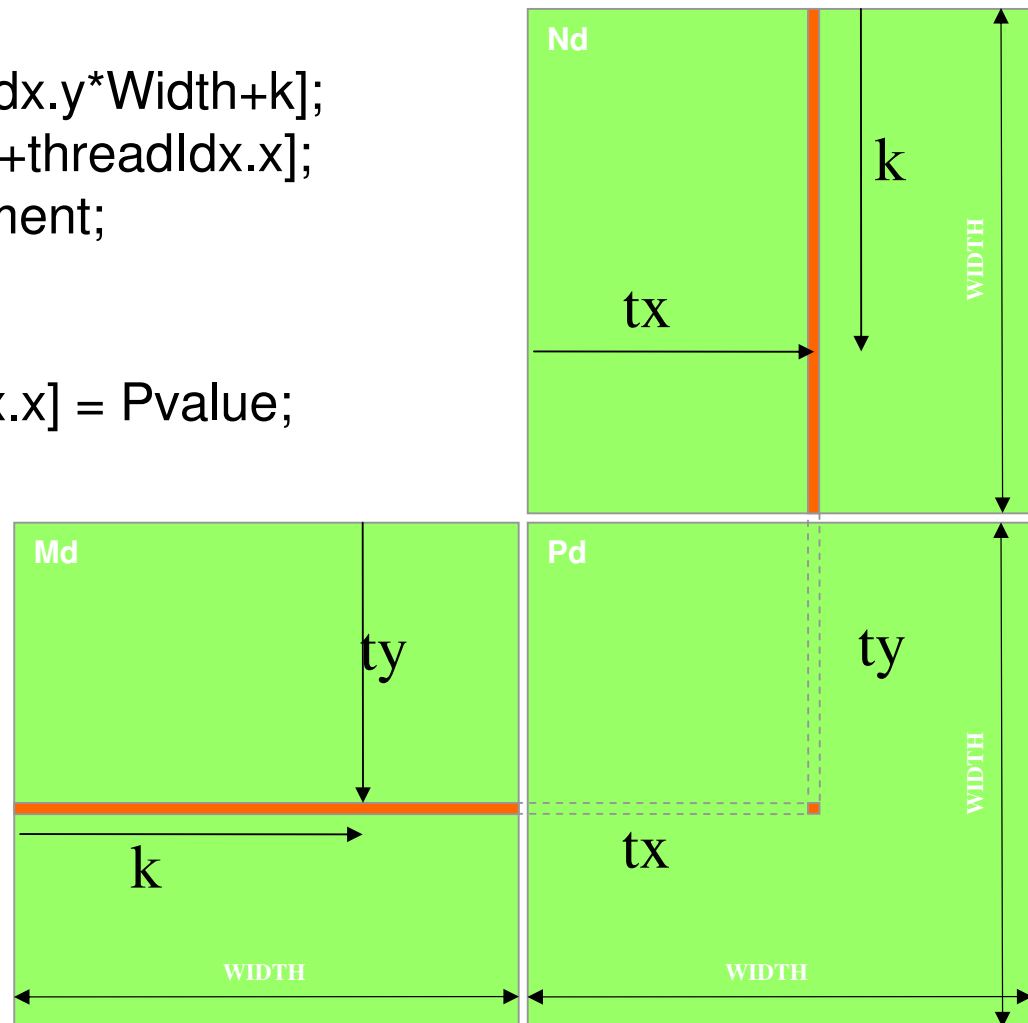 dx.y*Width+k];
+threadIdx.x];
nent;
x.x] = Pvalue;
Nd
k
WIDTH
tx
Md
Pd
ty
ty
WIDTH
tx
k
WIDTH
WIDTH